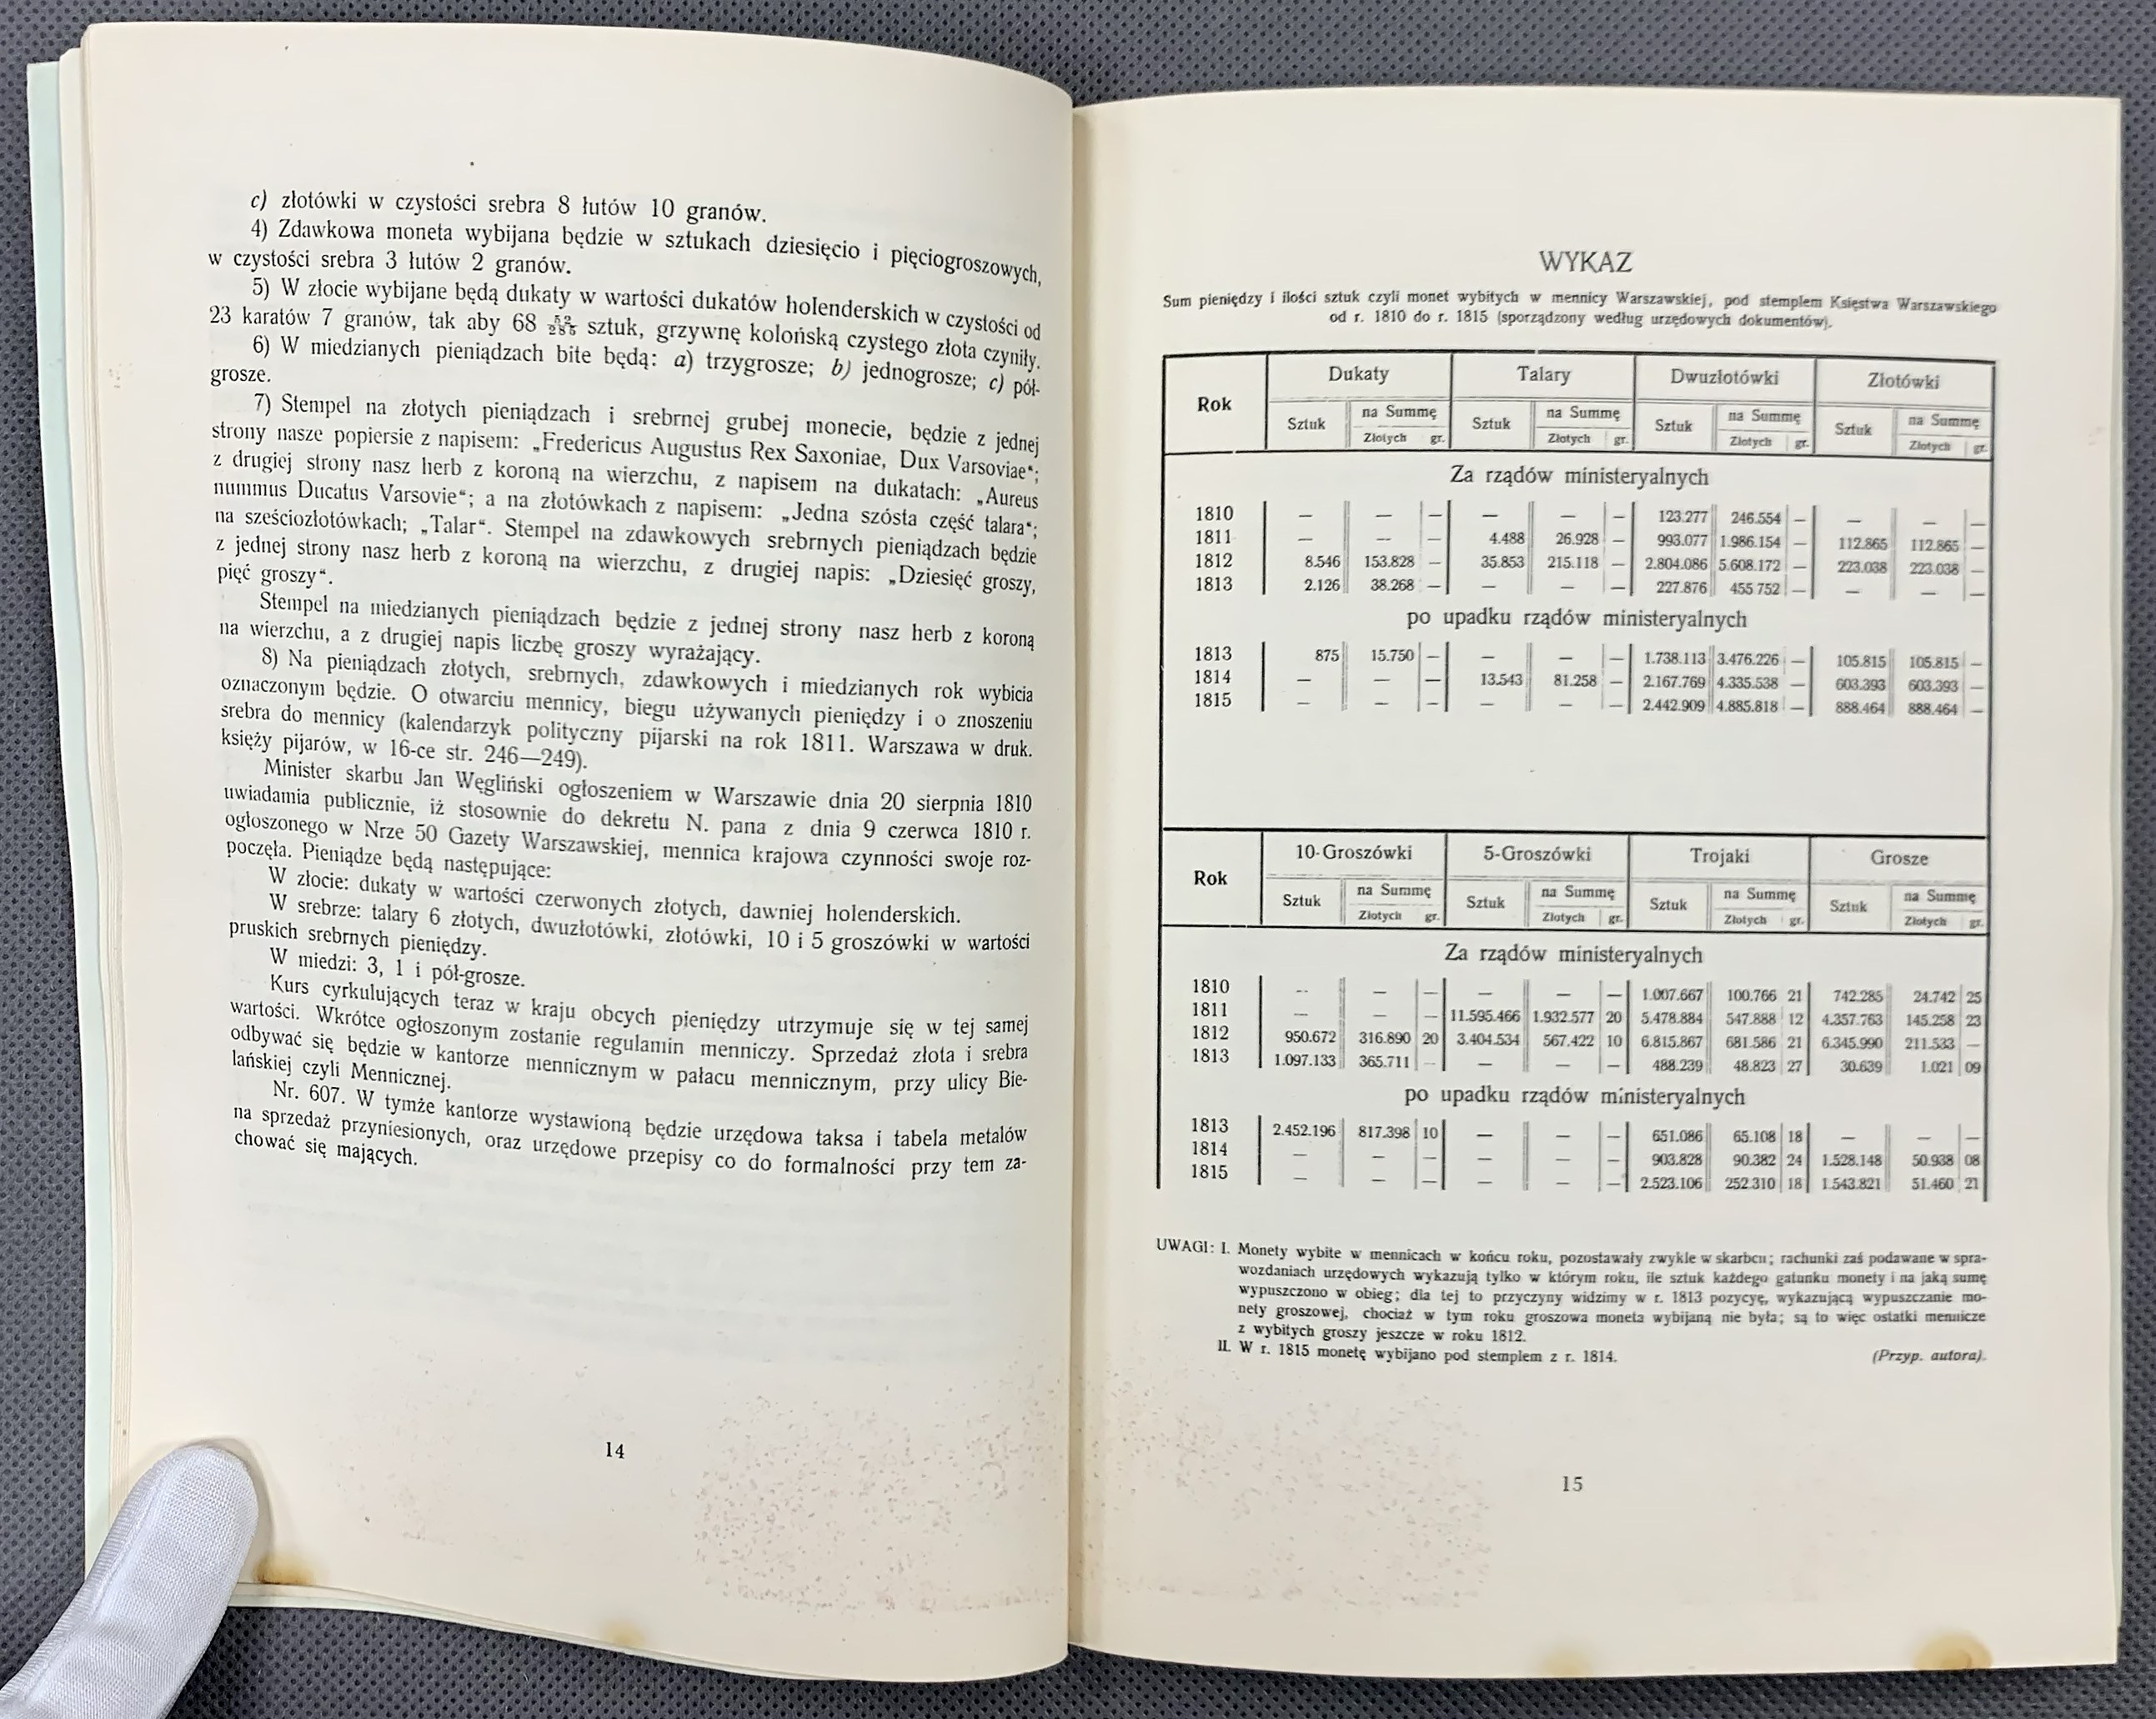 c) złotówki w czystości srebra 8 łutów 10 granów.
4) Zdawkowa moneta wybijana będzie w sztukach dziesięcio i pięciogroszowych,
w czystości srebra 3 łutów 2 granów.
5) W złocie wybijane będą dukaty w wartości dukatów holenderskich w czystości od
23 karatów 7 granów, tak aby 68 52/285 sztuk, grzywnę kolońską czystego złota czyniły.
6) W miedzianych pieniądzach bite będą: a) trzygrosze; b) jednogrosze; c) pół-
grosze.
7) Stempel na złotych pieniądzach i srebrnej grubej monecie, będzie z jednej
strony nasze popiersie z napisem: „Fredericus Augustus Rex Saxoniae, Dux Varsoviae“;
z drugiej strony nasz herb z koroną na wierzchu, z napisem na dukatach: „Aureus
nummus Ducatus Varsovie“; a na złotówkach z napisem: „Jedna szósta część talara“;
na sześciozłotówkach; „Talar“. Stempel na zdawkowych srebrnych pieniądzach będzie
z jednej strony nasz herb z koroną na wierzchu, z drugiej napis: „Dziesięć groszy,
pięć groszy“.
Stempel na miedzianych pieniądzach będzie z jednej strony nasz herb z koroną
na wierzchu, a z drugiej napis liczbę groszy wyrażający.
8) Na pieniądzach złotych, srebrnych, zdawkowych i miedzianych rok wybicia
oznaczonym będzie. O otwarciu mennicy, biegu używanych pieniędzy i o znoszeniu
srebra do mennicy (kalendarzyk polityczny pijarski na rok 1811. Warszawa w druk.
księży pijarów, w 16-ce str. 246—249).
Minister skarbu Jan Węgliński ogłoszeniem w Warszawie dnia 20 sierpnia 1810
uwiadamia publicznie, iż stosownie do dekretu N. pana z dnia 9 czerwca 1810 r.
ogłoszonego w Nrze 50 Gazety Warszawskiej, mennica krajowa czynności swoje roz-
poczęła. Pieniądze będą następujące:
W złocie: dukaty w wartości czerwonych złotych, dawniej holenderskich.
W srebrze: talary 6 złotych, dwuzłotówki, złotówki, 10 i 5 groszówki w wartości
pruskich srebrnych pieniędzy.
W miedzi: 3, 1 i pół-grosze.
Kurs cyrkulujących teraz w kraju obcych pieniędzy utrzymuje się w tej samej
wartości. Wkrótce ogłoszonym zostanie regulamin menniczy. Sprzedaż złota i srebra
odbywać się będzie w kantorze mennicznym w pałacu mennicznym, przy ulicy Bie-
lańskiej czyli Mennicznej.
Nr. 607. W tymże kantorze wystawioną będzie urzędowa taksa i tabela metalów
na sprzedaż przyniesionych, oraz urzędowe przepisy co do formalności przy tem za-
chować się mających.
14
WYKAZ
Sum pieniędzy i ilości sztuk czyli monet wybitych w mennicy Warszawskiej, pod stemplem Księstwa Warszawskiego
od r. 1810 do r. 1815 (sporządzony według urzędowych dokumentów).
Rok Dukaty Talary Dwuzłotówki Złotówki
Sztuk na Summę Sztuk na Summę Sztuk na Summę Sztuk na Summę
Złotych gr. Złotych gr. Złotych gr. Złotych gr.
Za rządów ministeryalnych
1810 — — — — — — 123.277 246.554 — — — —
1811 — — — 4.488 26.928 — 993.077 1.986.154 — 112.865 112.865 —
1812 8.546 153.828 — 35.853 215.118 — 2.804.086 5.608.172 — 223.038 223.038 —
1813 2.126 38.268 — — — — 227.876 455 752 — — — —
po upadku rządów ministeryalnych
1813 875 15.750 — — — — 1.738.113 3.476.226 — 105.815 105.815 —
1814 — — — 13.543 81.258 — 2.167.769 4.335.538 — 603.393 603.393 —
1815 — — — — — — 2.442.909 4.885.818 — 888.464 888.464 —
Rok 10-Groszówki 5-Groszówki Trojaki Grosze
Sztuk na Summę Sztuk na Summę Sztuk na Summę Sztuk na Summę
Złotych gr. Złotych gr. Złotych gr. Złotych gr.
Za rządów ministeryalnych
1810 -- — — — — — 1.007.667 100.766 21 742.285 24.742 25
1811 — — — 11.595.466 1.932.577 20 5.478.884 547.888 12 4.357.763 145.258 23
1812 950.672 316.890 20 3.404.534 567.422 10 6.815.867 681.586 21 6.345.990 211.533 —
1813 1.097.133 365.711 — — — — 488.239 48.823 27 30.639 1.021 09
po upadku rządów ministeryalnych
1813 2.452.196 817.398 10 — — — 651.086 65.108 18 — — —
1814 — — — — — — 903.828 90.382 24 1.528.148 50.938 08
1815 — — — — — — 2.523.106 252.310 18 1.543.821 51.460 21
UWAGI: I. Monety wybite w mennicach w końcu roku, pozostawały zwykle w skarbcu; rachunki zaś podawane w spra-
wozdaniach urzędowych wykazują tylko w którym roku, ile sztuk każdego gatunku monety i na jaką sumę
wypuszczono w obieg; dla tej to przyczyny widzimy w r. 1813 pozycyę, wykazującą wypuszczanie mo-
nety groszowej, chociaż w tym roku groszowa moneta wybijaną nie była; są to więc ostatki mennicze
z wybitych groszy jeszcze w roku 1812.
II. W r. 1815 monetę wybijano pod stemplem z r. 1814. (Przyp. autora).
15